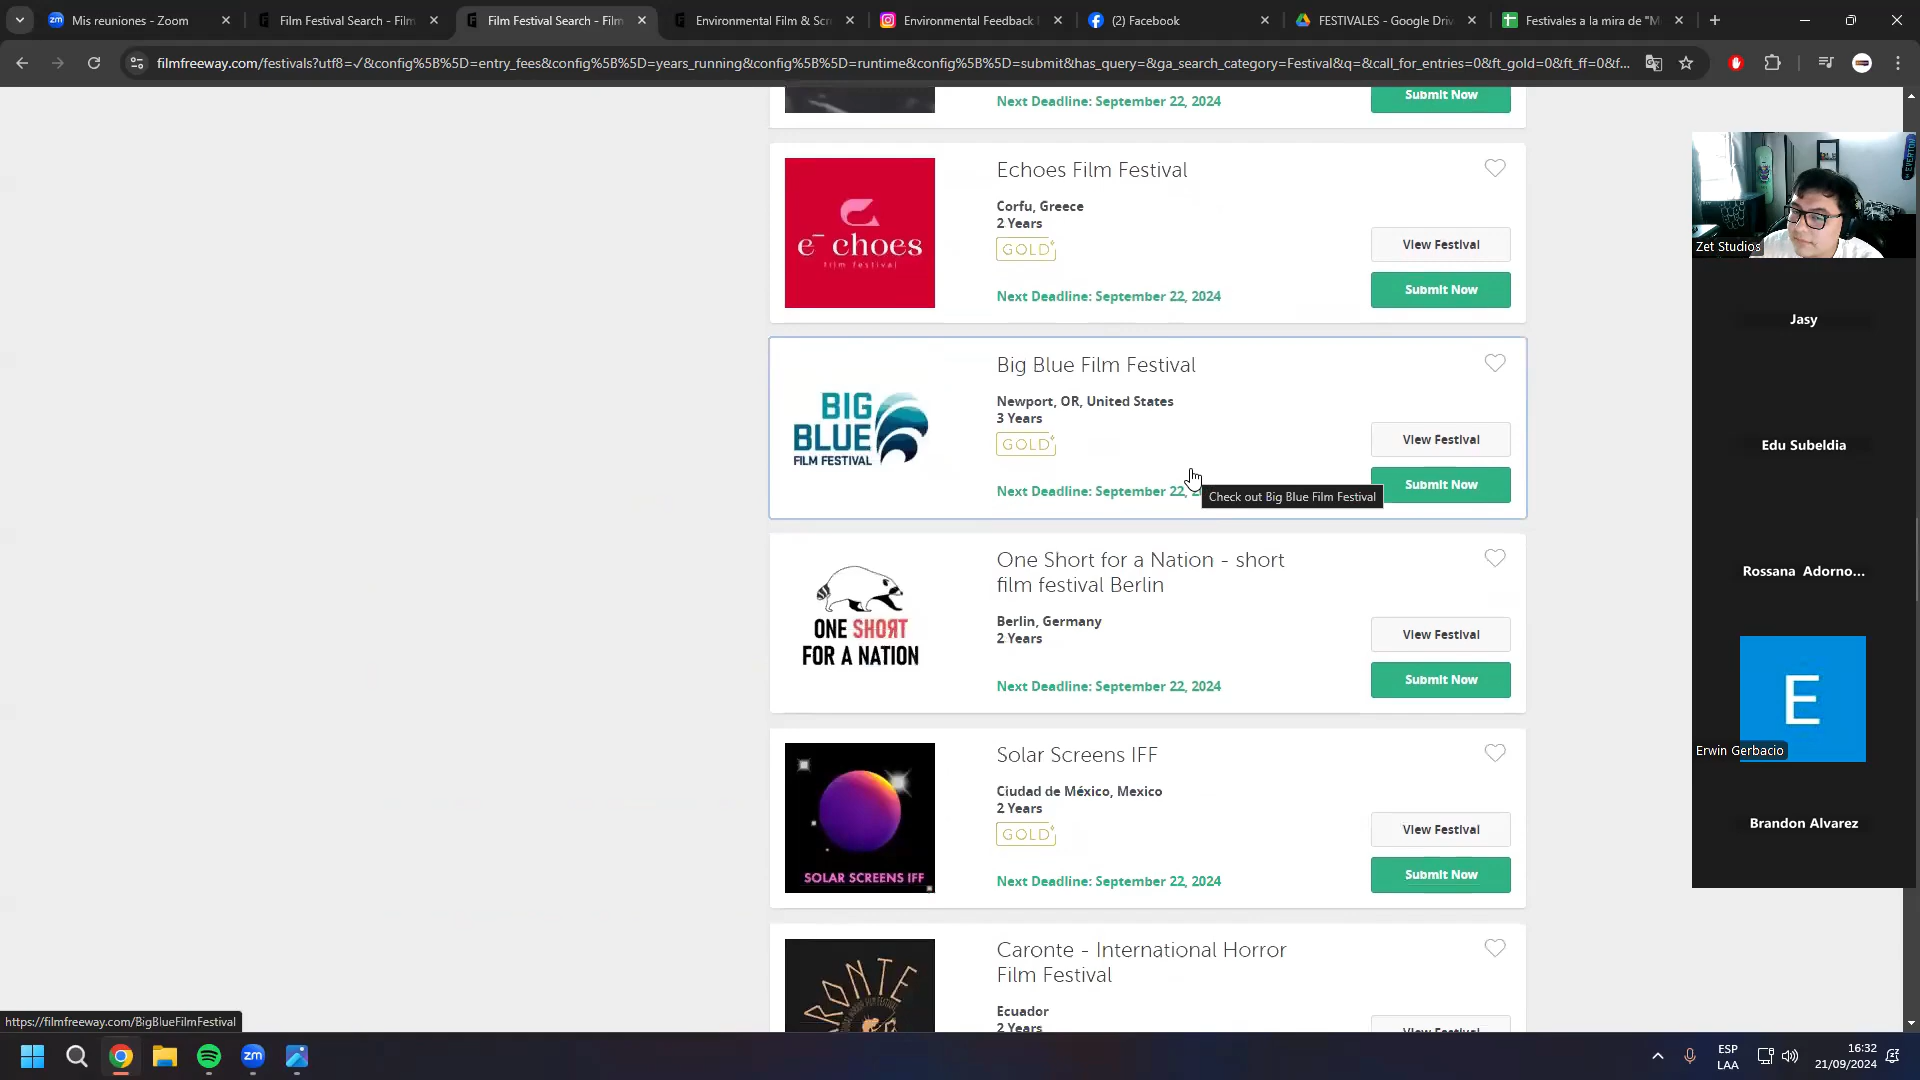 Mis reuniones - Zoom
Film Festival Search - Film
Film Festival Search - Film
Environmental Film & Scr
Environmental Feedback
(2) Facebook
FESTIVALES - Google Driv
Festivales a la mira de "M
filmfreeway.com/festivals?utf8=✓&config%5B%5D=entry_fees&config%5B%5D=years_running&config%5B%5D=runtime&config%5B%5D=submit&has_query=&ga_search_category=Festival&q=&call_for_entries=0&ft_gold=0&ft_ff=0&f...
Next Deadline: September 22, 2024
Submit Now
e choes
film festival
Echoes Film Festival
Corfu, Greece
2 Years
GOLD
Next Deadline: September 22, 2024
View Festival
Submit Now
BIG
BLUE
FILM FESTIVAL
Big Blue Film Festival
Newport, OR, United States
3 Years
GOLD
Next Deadline: September 22,
Check out Big Blue Film Festival
View Festival
Submit Now
ONE SHORT
FOR A NATION
One Short for a Nation - short
film festival Berlin
Berlin, Germany
2 Years
Next Deadline: September 22, 2024
View Festival
Submit Now
SOLAR SCREENS IFF
Solar Screens IFF
Ciudad de México, Mexico
2 Years
GOLD
Next Deadline: September 22, 2024
View Festival
Submit Now
Caronte - International Horror
Film Festival
Ecuador
2 Years
View Festival
EVERTON
Zet Studios
Jasy
Edu Subeldia
Rossana Adorno...
E
Erwin Gerbacio
Brandon Alvarez
https://filmfreeway.com/BigBlueFilmFestival
zm
ESP
LAA
16:32
21/09/2024